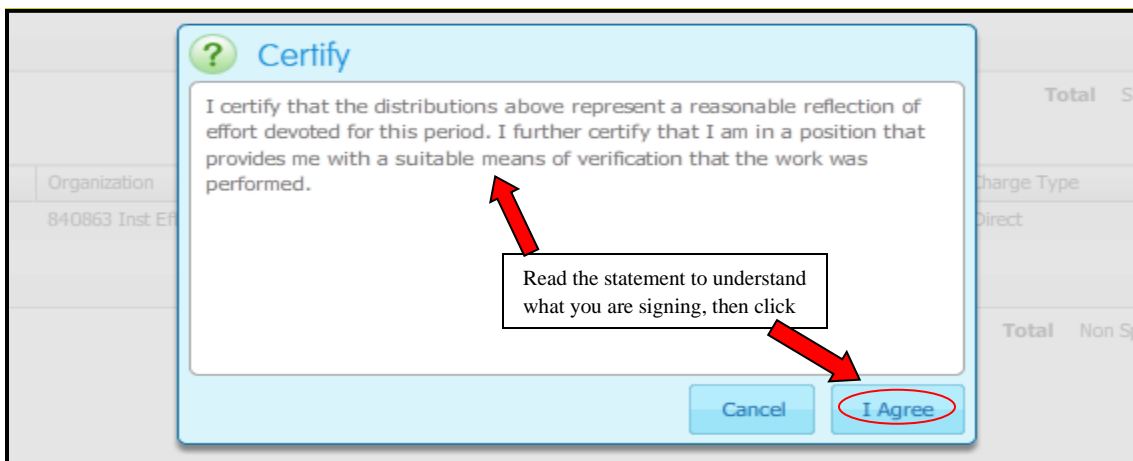 ? Certify
I certify that the distributions above represent a reasonable reflection of
effort devoted for this period. I further certify that I am in a position that
provides me with a suitable means of verification that the work was
performed.
Total S
Organization
Charge Type
840863 Inst Eff
Direct
Read the statement to understand
what you are signing, then click
Total Non Sp
Cancel
I Agree